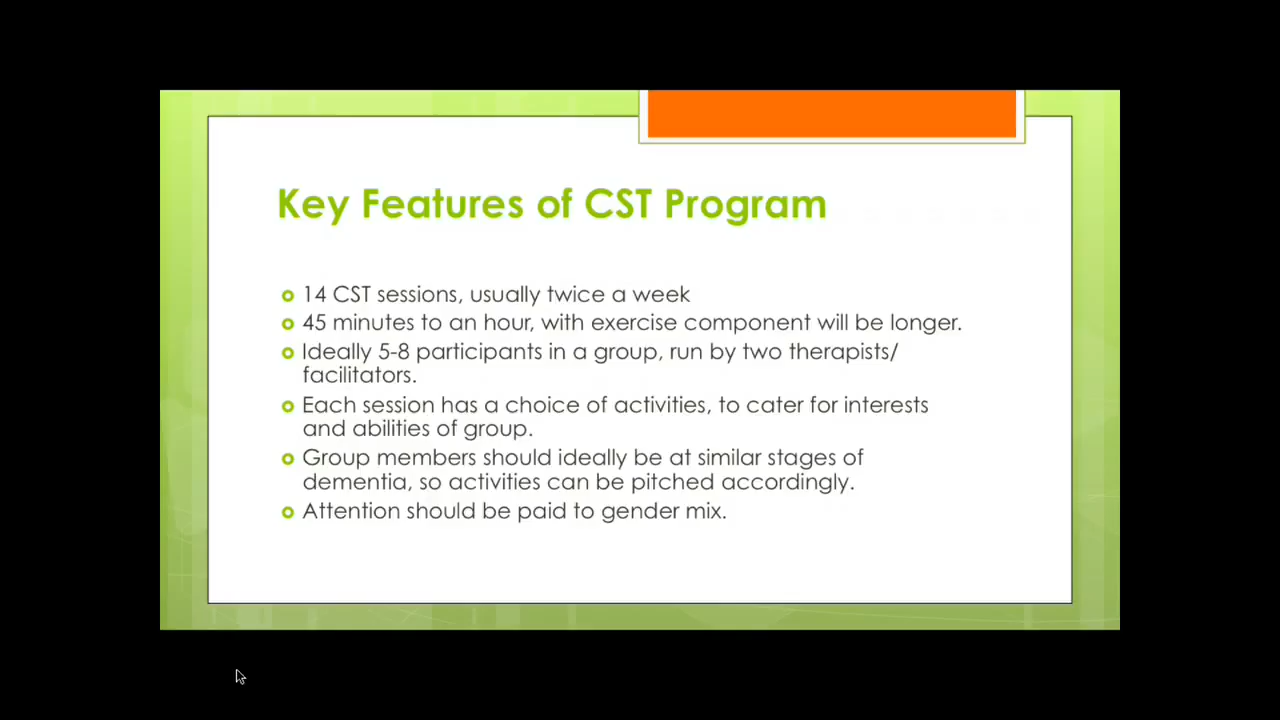 Key Features of CST Program
14 CST sessions, usually twice a week
45 minutes to an hour, with exercise component will be longer.
Ideally 5-8 participants in a group, run by two therapists/
facilitators.
Each session has a choice of activities, to cater for interests
and abilities of group.
Group members should ideally be at similar stages of
dementia, so activities can be pitched accordingly.
Attention should be paid to gender mix.